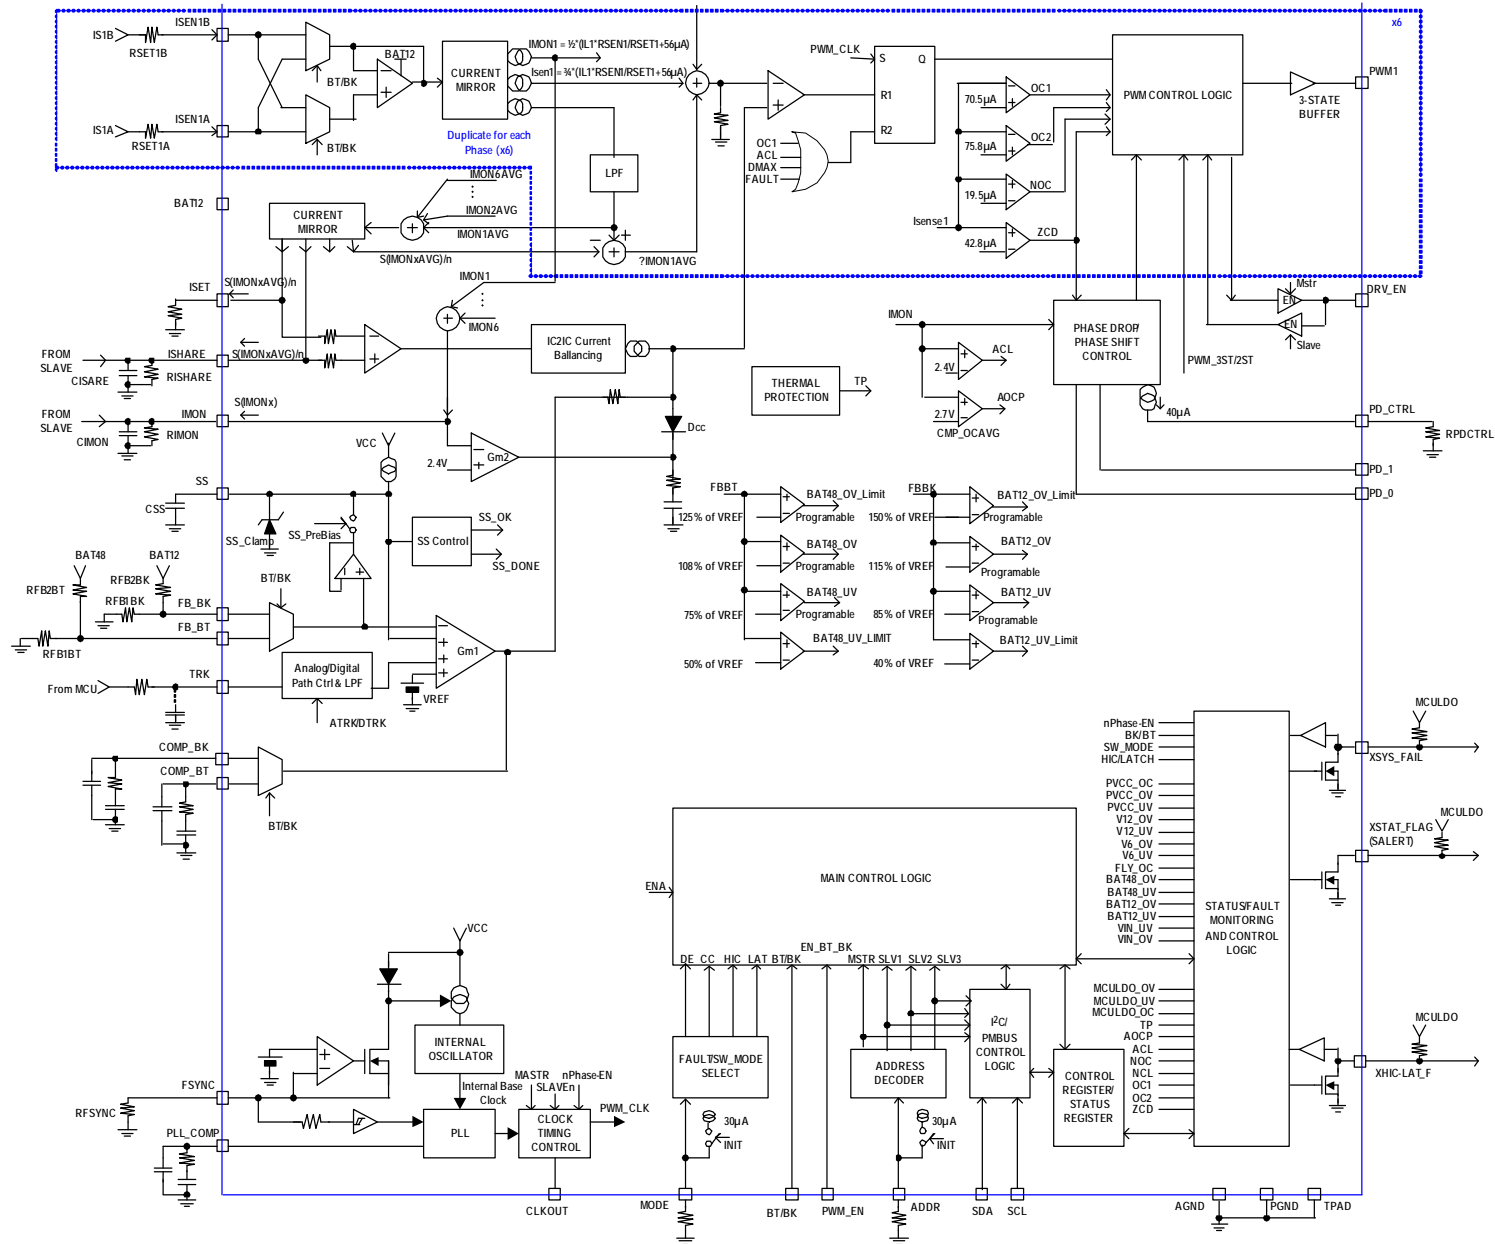 x6
IS1B
RSET1B
ISEN1B
BT/BK
BAT12
CURRENT
MIRROR
IMON1 = ½*(IL1*RSEN1/RSET1+56µA)
Isen1 = ¾*(IL1*RSEN1/RSET1+56µA)
IS1A
RSET1A
ISEN1A
BT/BK
Duplicate for each
Phase (x6)
LPF
PWM_CLK
S
Q
R1
R2
OC1
ACL
DMAX
FAULT
70.5µA
OC1
75.8µA
OC2
19.5µA
NOC
Isense1
42.8µA
ZCD
PWM CONTROL LOGIC
3-STATE
BUFFER
PWM1
BAT12
CURRENT
MIRROR
IMON6AVG
IMON2AVG
IMON1AVG
S(IMONxAVG)/n
?IMON1AVG
ISET
S(IMONxAVG)/n
IMON1
IMON6
FROM
SLAVE
CISARE
RISHARE
ISHARE
S(IMONxAVG)/n
IC2IC Current
Ballancing
FROM
SLAVE
CIMON
RIMON
IMON
S(IMONx)
2.4V
Gm2
Dcc
THERMAL
PROTECTION
TP
IMON
2.4V
ACL
2.7V
AOCP
CMP_OCAVG
PHASE DROP/
PHASE SHIFT
CONTROL
40µA
PWM_3ST/2ST
Mstr
EN
EN
Slave
DRV_EN
PD_CTRL
RPDCTRL
PD_1
PD_0
VCC
SS
CSS
SS_Clamp
SS_PreBias
SS Control
SS_OK
SS_DONE
FBBT
125% of VREF
BAT48_OV_Limit
Programable
108% of VREF
BAT48_OV
Programable
75% of VREF
BAT48_UV
Programable
50% of VREF
BAT48_UV_LIMIT
FBBK
150% of VREF
BAT12_OV_Limit
Programable
115% of VREF
BAT12_OV
Programable
85% of VREF
BAT12_UV
Programable
40% of VREF
BAT12_UV_Limit
BAT48
BAT12
RFB2BT
RFB2BK
RFB1BK
RFB1BT
FB_BK
FB_BT
BT/BK
Gm1
VREF
From MCU
TRK
Analog/Digital
Path Ctrl & LPF
ATRK/DTRK
COMP_BK
COMP_BT
BT/BK
MAIN CONTROL LOGIC
ENA
EN_BT_BK
DE CC HIC LAT BT/BK MSTR SLV1 SLV2 SLV3
nPhase-EN
BK/BT
SW_MODE
HIC/LATCH
PVCC_OC
PVCC_OV
PVCC_UV
V12_OV
V12_UV
V6_OV
V6_UV
FLY_OC
BAT48_OV
BAT48_UV
BAT12_OV
BAT12_UV
VIN_UV
VIN_OV
MCULDO_OV
MCULDO_UV
MCULDO_OC
TP
AOCP
ACL
NOC
NCL
OC1
OC2
ZCD
STATUS/FAULT
MONITORING
AND CONTROL
LOGIC
MCULDO
XSYS_FAIL
XSTAT_FLAG
(SALERT)
MCULDO
MCULDO
XHIC-LAT_F
VCC
INTERNAL
OSCILLATOR
Internal Base
Clock
FSYNC
RFSYNC
PLL_COMP
PLL
MASTR
SLAVEn
nPhase-EN
CLOCK
TIMING
CONTROL
PWM_CLK
CLKOUT
FAULT/SW_MODE
SELECT
30µA
INIT
MODE
ADDRESS
DECODER
30µA
INIT
ADDR
I²C/
PMBUS
CONTROL
LOGIC
CONTROL
REGISTER/
STATUS
REGISTER
BT/BK
PWM_EN
SDA
SCL
AGND
PGND
TPAD